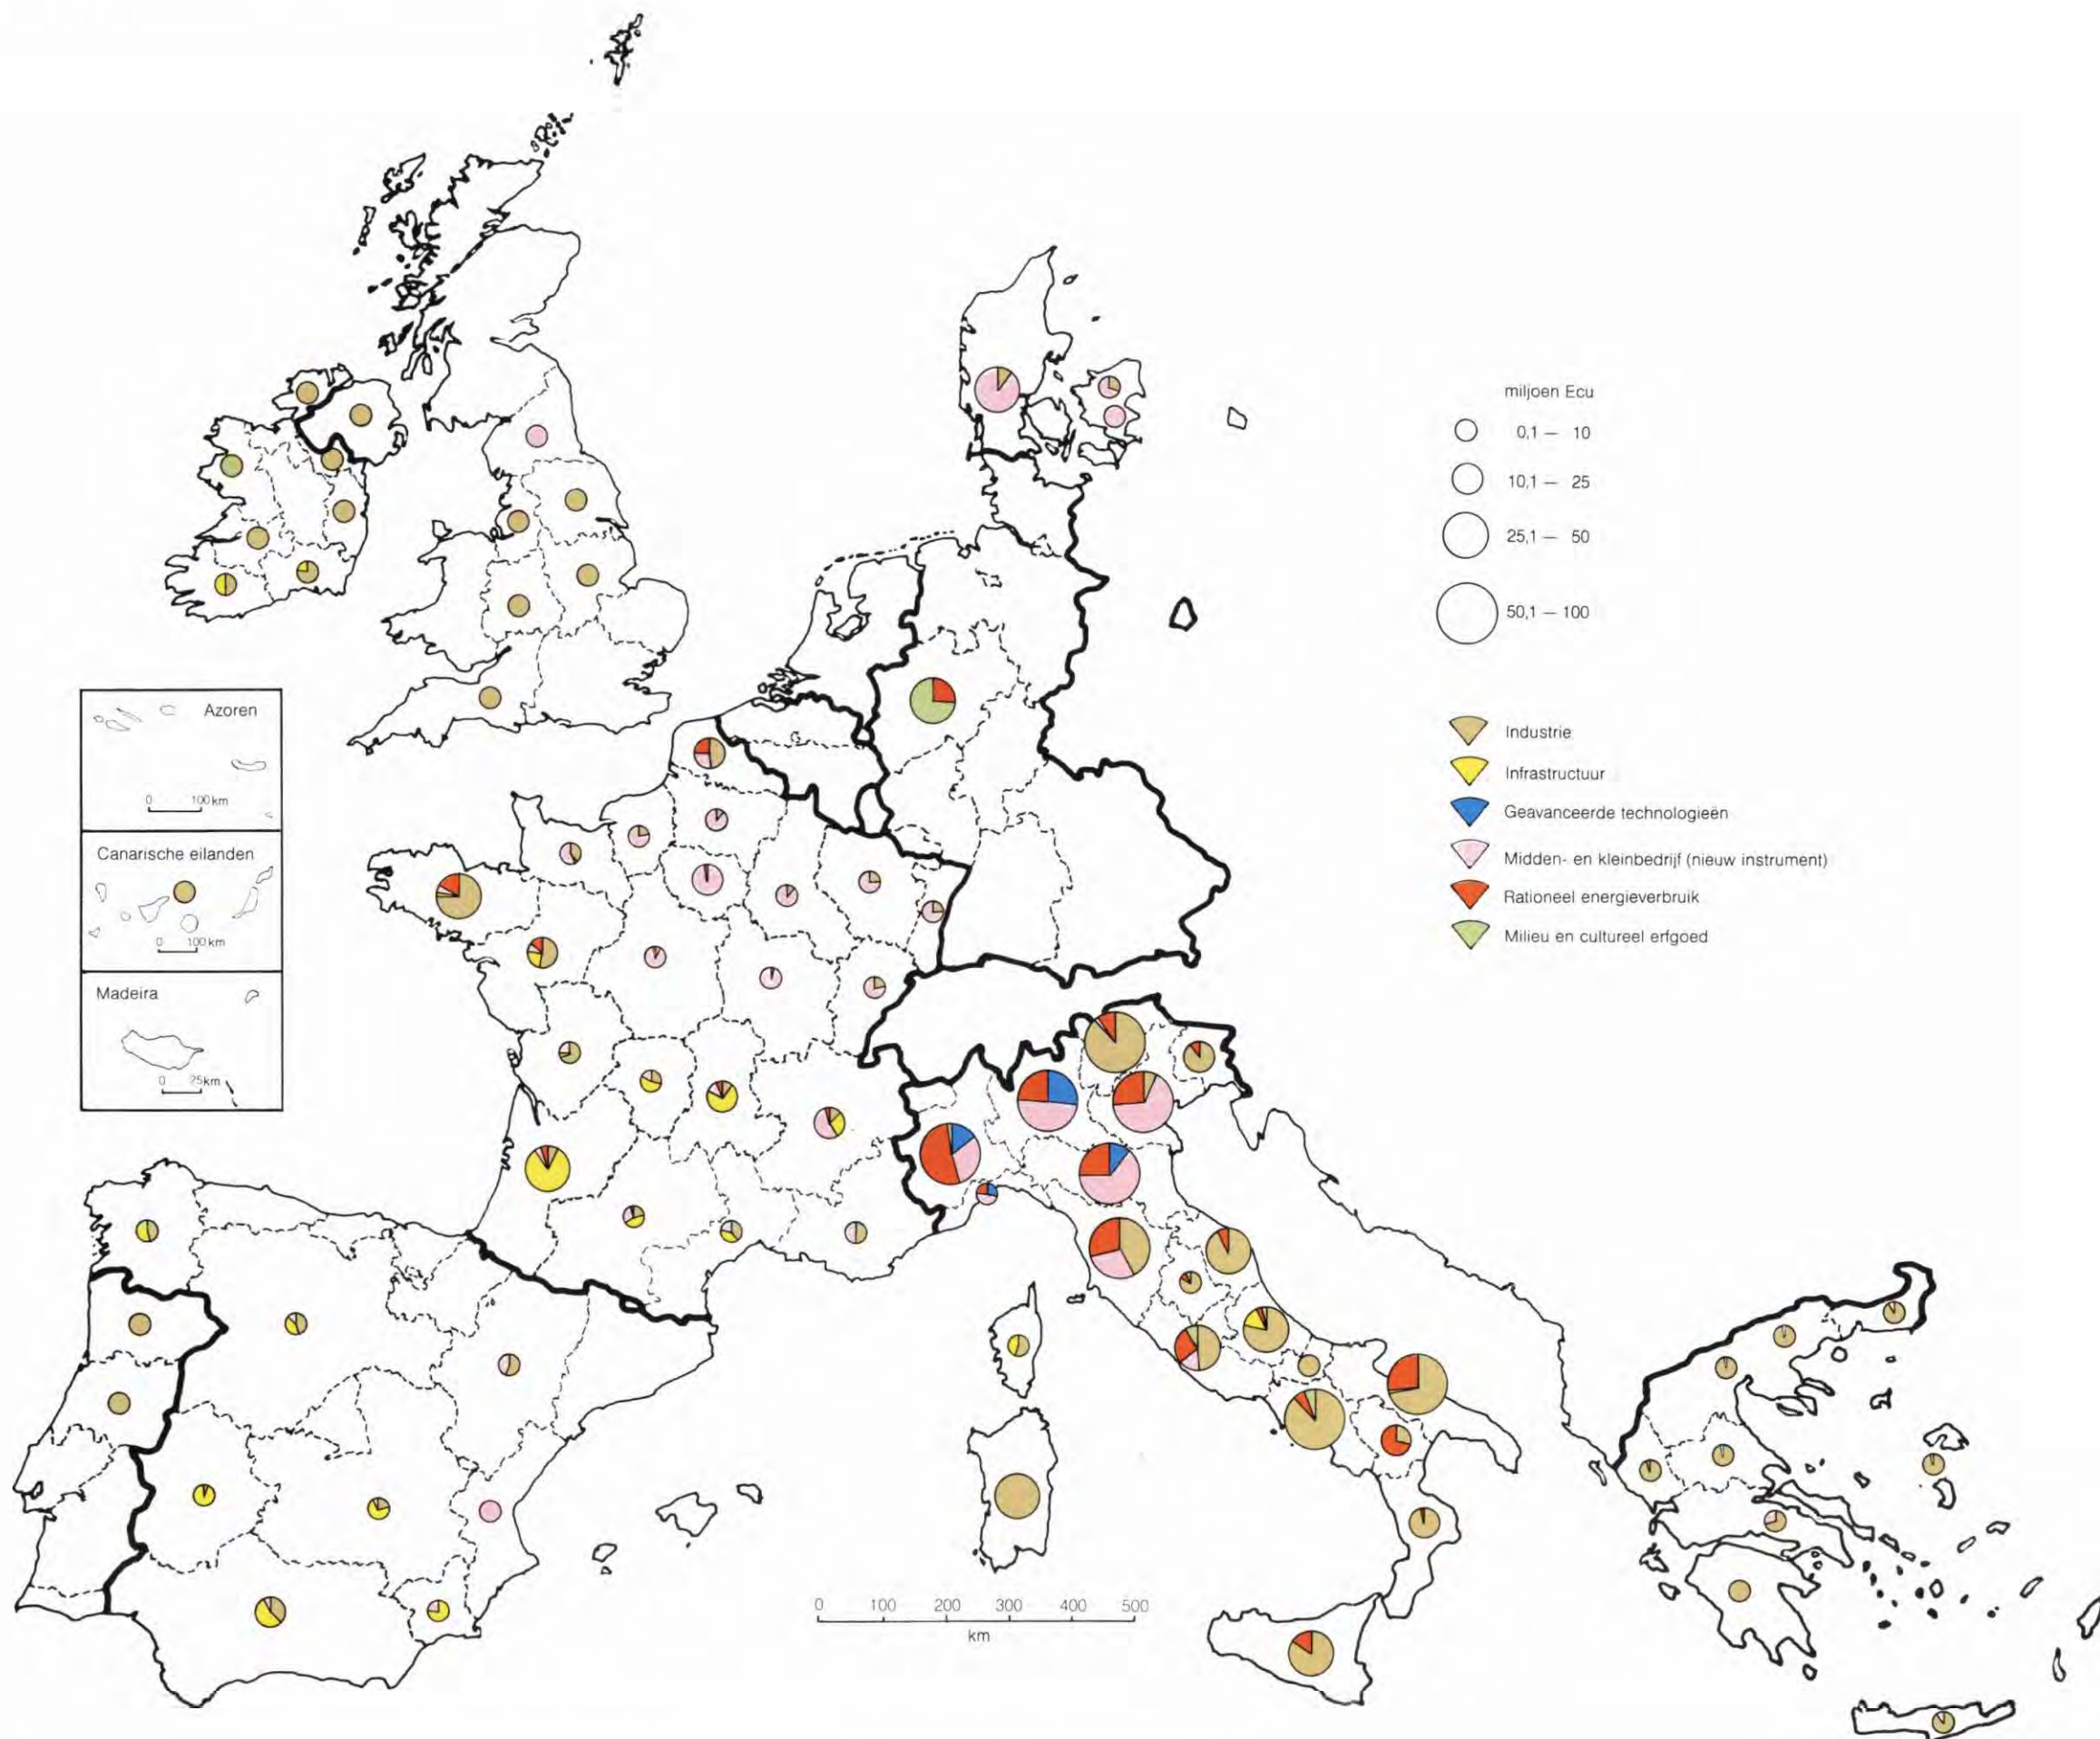 miljoen Ecu
0,1 — 10
10,1 — 25
25,1 — 50
50,1 — 100
Industrie
Infrastructuur
Geavanceerde technologieën
Midden- en kleinbedrijf (nieuw instrument)
Rationeel energieverbruik
Milieu en cultureel erfgoed
Azoren
0 100 km
Canarische eilanden
0 100 km
Madeira
0 25km
0 100 200 300 400 500
km